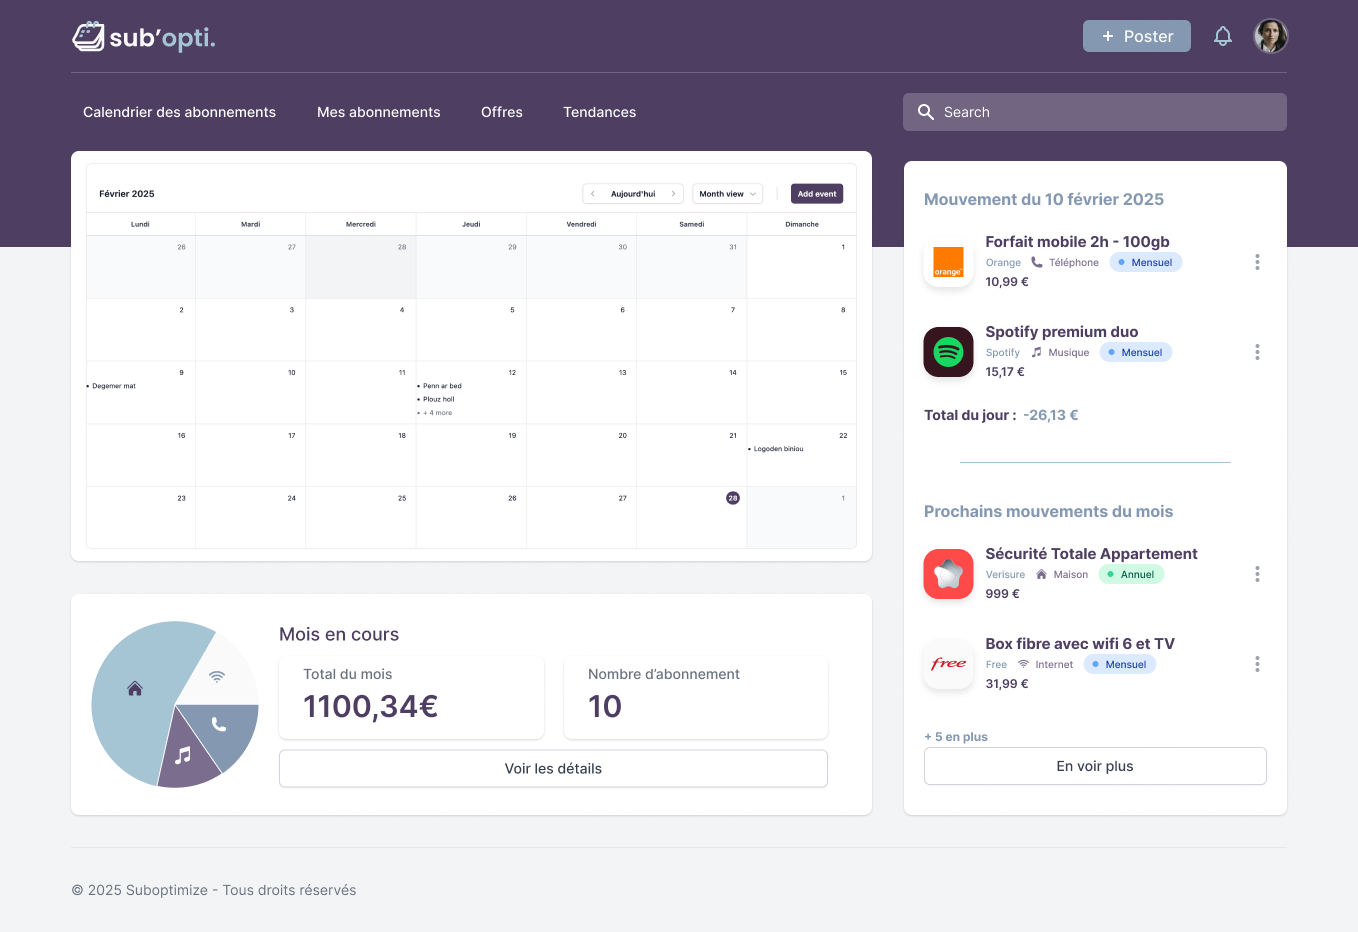 sub'opti.
+ Poster
Calendrier des abonnements
Mes abonnements
Offres
Tendances
Search
Février 2025
Aujourd'hui
Month view
Add event
Lundi Mardi Mercredi Jeudi Vendredi Samedi Dimanche
26 27 28 29 30 31 1
2 3 4 5 6 7 8
9 10 11 12 13 14 15
• Degemer mat
• Penn ar bed
• Plouz holl
• + 4 more
16 17 18 19 20 21 22
• Logoden biniou
23 24 25 26 27 28 1
Mois en cours
Total du mois
1100,34€
Nombre d'abonnement
10
Voir les détails
Mouvement du 10 février 2025
orange™
Forfait mobile 2h - 100gb
Orange Téléphone • Mensuel
10,99 €
Spotify premium duo
Spotify Musique • Mensuel
15,17 €
Total du jour : -26,13 €
Prochains mouvements du mois
Sécurité Totale Appartement
Verisure Maison • Annuel
999 €
free
Box fibre avec wifi 6 et TV
Free Internet • Mensuel
31,99 €
+ 5 en plus
En voir plus
© 2025 Suboptimize - Tous droits réservés